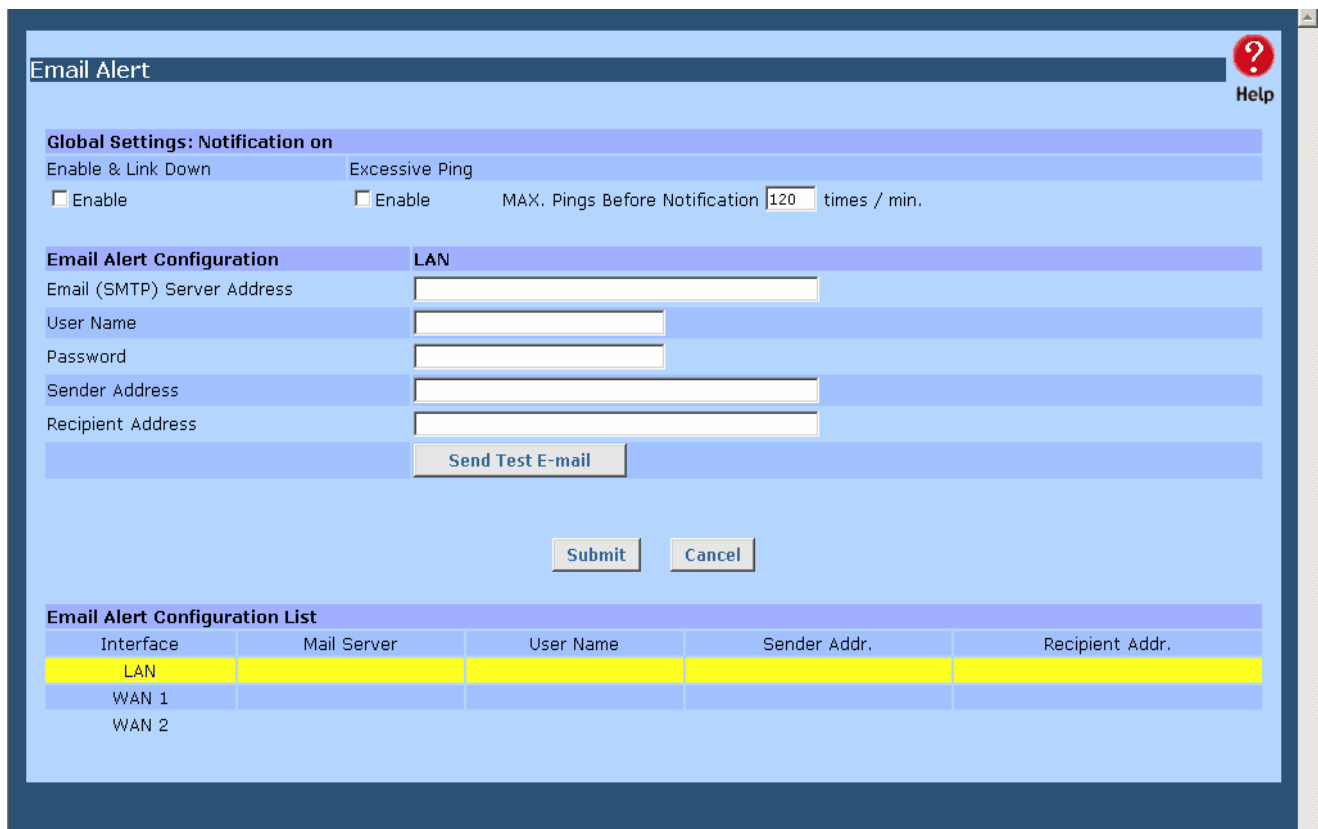 Email Alert
?
Help
Global Settings: Notification on
Enable & Link Down Excessive Ping
Enable Enable MAX. Pings Before Notification 120 times / min.
Email Alert Configuration LAN
Email (SMTP) Server Address
User Name
Password
Sender Address
Recipient Address
Send Test E-mail
Submit Cancel
Email Alert Configuration List
Interface Mail Server User Name Sender Addr. Recipient Addr.
LAN
WAN 1
WAN 2